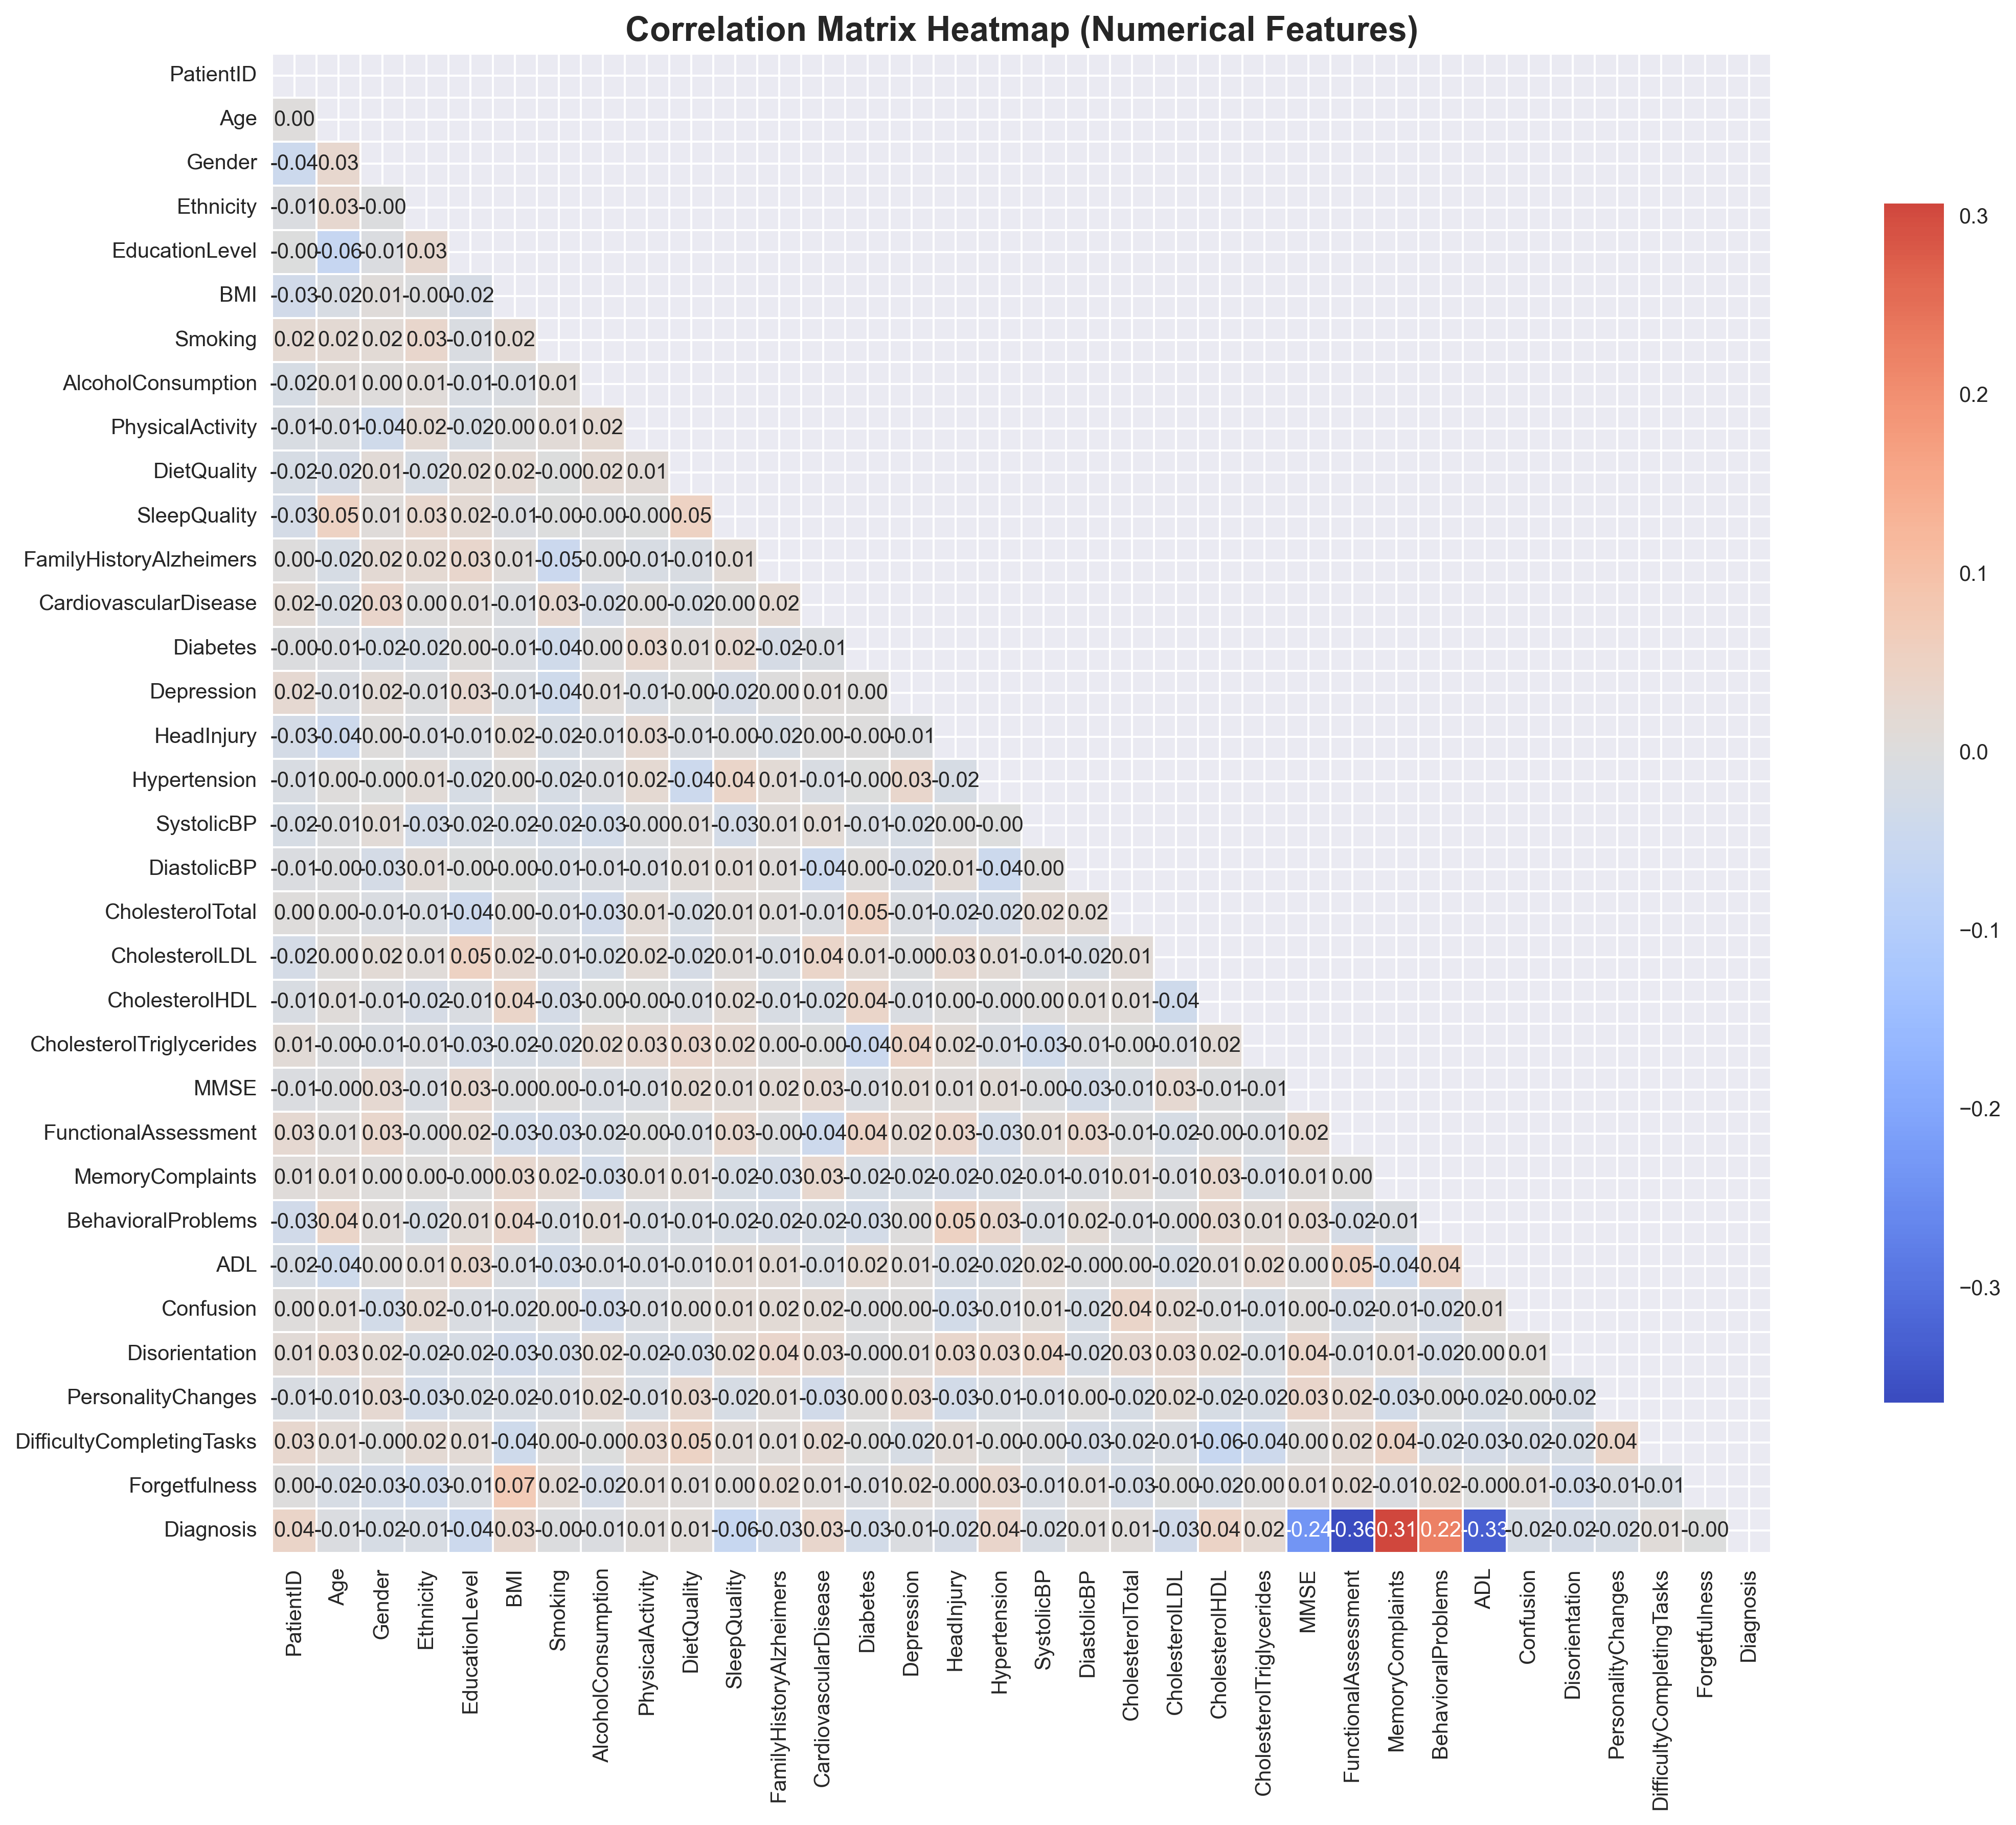 Correlation Matrix Heatmap (Numerical Features)
PatientID
Age 0.00
Gender -0.04 0.03
Ethnicity -0.01 0.03 -0.00
EducationLevel -0.00 -0.06 -0.01 0.03
BMI -0.03 -0.02 0.01 -0.00 -0.02
Smoking 0.02 0.02 0.02 0.03 -0.01 0.02
AlcoholConsumption -0.02 0.01 0.00 0.01 -0.01 -0.01 0.01
PhysicalActivity -0.01 -0.01 -0.04 0.02 -0.02 0.00 0.01 0.02
DietQuality -0.02 -0.02 0.01 -0.02 0.02 0.02 -0.00 0.02 0.01
SleepQuality -0.03 0.05 0.01 0.03 0.02 -0.01 -0.00 -0.00 -0.00 0.05
FamilyHistoryAlzheimers 0.00 -0.02 0.02 0.02 0.03 0.01 -0.05 -0.00 -0.01 -0.01 0.01
CardiovascularDisease 0.02 -0.02 0.03 0.00 0.01 -0.01 0.03 -0.02 0.00 -0.02 0.00 0.02
Diabetes -0.00 -0.01 -0.02 -0.02 0.00 -0.01 -0.04 0.00 0.03 0.01 0.02 -0.02 -0.01
Depression 0.02 -0.01 0.02 -0.01 0.03 -0.01 -0.04 0.01 -0.01 -0.00 -0.02 0.00 0.01 0.00
HeadInjury -0.03 -0.04 0.00 -0.01 -0.01 0.02 -0.02 -0.01 0.03 -0.01 -0.00 -0.02 0.00 -0.00 -0.01
Hypertension -0.01 0.00 -0.00 0.01 -0.02 0.00 -0.02 -0.01 0.02 -0.04 0.04 0.01 -0.01 -0.00 0.03 -0.02
SystolicBP -0.02 -0.01 0.01 -0.03 -0.02 -0.02 -0.02 -0.03 -0.00 0.01 -0.03 0.01 0.01 -0.01 -0.02 0.00 -0.00
DiastolicBP -0.01 -0.00 -0.03 0.01 -0.00 -0.00 -0.01 -0.01 -0.01 0.01 0.01 0.01 -0.04 0.00 -0.02 0.01 -0.04 0.00
CholesterolTotal 0.00 0.00 -0.01 -0.01 -0.04 0.00 -0.01 -0.03 0.01 -0.02 0.01 0.01 -0.01 0.05 -0.01 -0.02 -0.02 0.02 0.02
CholesterolLDL -0.02 0.00 0.02 0.01 0.05 0.02 -0.01 -0.02 0.02 -0.02 0.01 -0.01 0.04 0.01 -0.00 0.03 0.01 -0.01 -0.02 0.01
CholesterolHDL -0.01 0.01 -0.01 -0.02 -0.01 0.04 -0.03 -0.00 -0.00 -0.01 0.02 -0.01 -0.02 0.04 -0.01 0.00 -0.00 0.00 0.01 0.01 -0.04
CholesterolTriglycerides 0.01 -0.00 -0.01 -0.01 -0.03 -0.02 -0.02 0.02 0.03 0.03 0.02 0.00 -0.00 -0.04 0.04 0.02 -0.01 -0.03 -0.01 -0.00 -0.01 0.02
MMSE -0.01 -0.00 0.03 -0.01 0.03 -0.00 0.00 -0.01 -0.01 0.02 0.01 0.02 0.03 -0.01 0.01 0.01 0.01 -0.00 -0.03 -0.01 0.03 -0.01 -0.01
FunctionalAssessment 0.03 0.01 0.03 -0.00 0.02 -0.03 -0.03 -0.02 -0.00 -0.01 0.03 -0.00 -0.04 0.04 0.02 0.03 -0.03 0.01 0.03 -0.01 -0.02 -0.00 -0.01 0.02
MemoryComplaints 0.01 0.01 0.00 0.00 -0.00 0.03 0.02 -0.03 0.01 0.01 -0.02 -0.03 0.03 -0.02 -0.02 -0.02 -0.02 -0.01 -0.01 0.01 -0.01 0.03 -0.01 0.01 0.00
BehavioralProblems -0.03 0.04 0.01 -0.02 0.01 0.04 -0.01 0.01 -0.01 -0.01 -0.02 -0.02 -0.02 -0.03 0.00 0.05 0.03 -0.01 0.02 -0.01 -0.00 0.03 0.01 0.03 -0.02 -0.01
ADL -0.02 -0.04 0.00 0.01 0.03 -0.01 -0.03 -0.01 -0.01 -0.01 0.01 0.01 -0.01 0.02 0.01 -0.02 -0.02 0.02 -0.00 0.00 -0.02 0.01 0.02 0.00 0.05 -0.04 0.04
Confusion 0.00 0.01 -0.03 0.02 -0.01 -0.02 0.00 -0.03 -0.01 0.00 0.01 0.02 0.02 -0.00 0.00 -0.03 -0.01 0.01 -0.02 0.04 0.02 -0.01 -0.01 0.00 -0.02 -0.01 -0.02 0.01
Disorientation 0.01 0.03 0.02 -0.02 -0.02 -0.03 -0.03 0.02 -0.02 -0.03 0.02 0.04 0.03 -0.00 0.01 0.03 0.03 0.04 -0.02 0.03 0.03 0.02 -0.01 0.04 -0.01 0.01 -0.02 0.00 0.01
PersonalityChanges -0.01 -0.01 0.03 -0.03 -0.02 -0.02 -0.01 0.02 -0.01 0.03 -0.02 0.01 -0.03 0.00 0.03 -0.03 -0.01 -0.01 0.00 -0.02 0.02 -0.02 -0.02 0.03 0.02 -0.03 -0.00 -0.02 -0.00 -0.02
DifficultyCompletingTasks 0.03 0.01 -0.00 0.02 0.01 -0.04 0.00 -0.00 0.03 0.05 0.01 0.01 0.02 -0.00 -0.02 0.01 -0.00 -0.00 -0.03 -0.02 -0.01 -0.06 -0.04 0.00 0.02 0.04 -0.02 -0.03 -0.02 -0.02 0.04
Forgetfulness 0.00 -0.02 -0.03 -0.03 -0.01 0.07 0.02 -0.02 0.01 0.01 0.00 0.02 0.01 -0.01 0.02 -0.00 0.03 -0.01 0.01 -0.03 -0.00 -0.02 0.00 0.01 0.02 -0.01 0.02 -0.00 0.01 -0.03 -0.01 -0.01
Diagnosis 0.04 -0.01 -0.02 -0.01 -0.04 0.03 -0.00 -0.01 0.01 0.01 -0.06 -0.03 0.03 -0.03 -0.01 -0.02 0.04 -0.02 0.01 0.01 -0.03 0.04 0.02 -0.24 -0.36 0.31 0.22 -0.33 -0.02 -0.02 -0.02 0.01 -0.00
PatientID
Age
Gender
Ethnicity
EducationLevel
BMI
Smoking
AlcoholConsumption
PhysicalActivity
DietQuality
SleepQuality
FamilyHistoryAlzheimers
CardiovascularDisease
Diabetes
Depression
HeadInjury
Hypertension
SystolicBP
DiastolicBP
CholesterolTotal
CholesterolLDL
CholesterolHDL
CholesterolTriglycerides
MMSE
FunctionalAssessment
MemoryComplaints
BehavioralProblems
ADL
Confusion
Disorientation
PersonalityChanges
DifficultyCompletingTasks
Forgetfulness
Diagnosis
0.3
0.2
0.1
0.0
−0.1
−0.2
−0.3